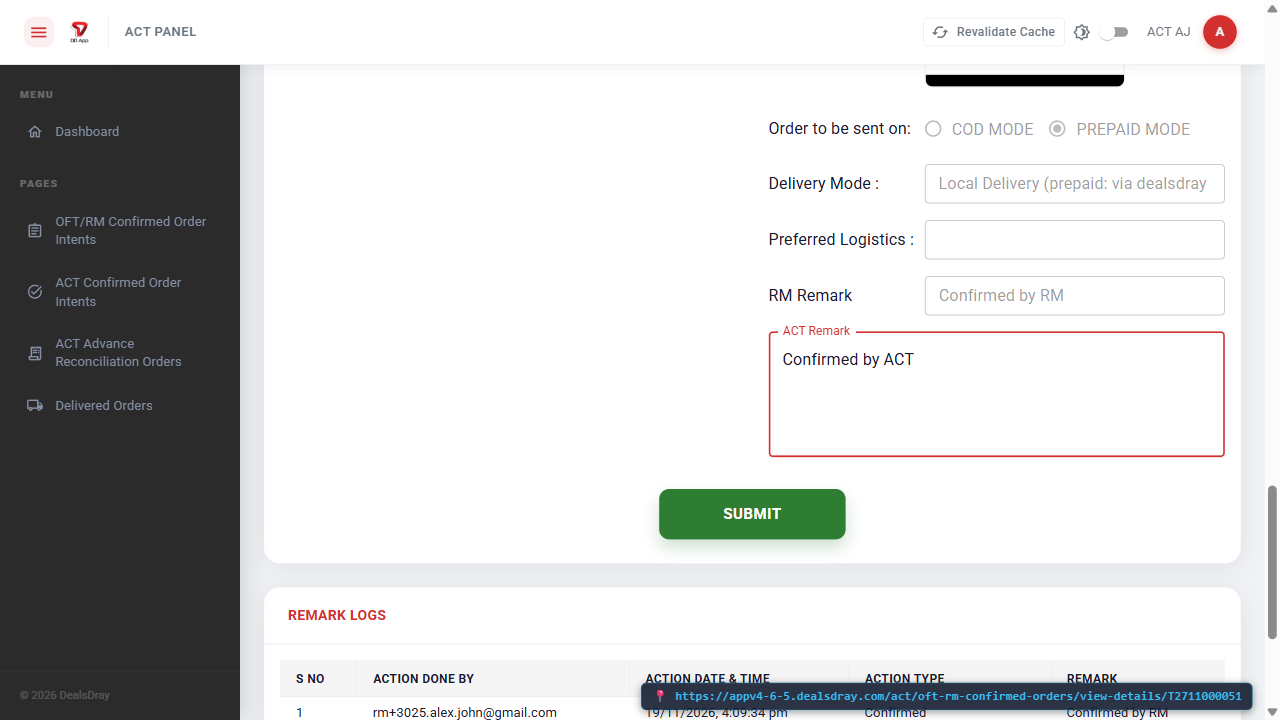 DD App
ACT PANEL
Revalidate Cache
ACT AJ
A
MENU
Dashboard
PAGES
OFT/RM Confirmed Order
Intents
ACT Confirmed Order
Intents
ACT Advance
Reconciliation Orders
Delivered Orders
© 2026 DealsDray
Order to be sent on:
COD MODE
PREPAID MODE
Delivery Mode :
Local Delivery (prepaid: via dealsdray
Preferred Logistics :
RM Remark
Confirmed by RM
ACT Remark
Confirmed by ACT
SUBMIT
REMARK LOGS
S NO
ACTION DONE BY
ACTION DATE & TIME
ACTION TYPE
REMARK
https://appv4-6-5.dealsdray.com/act/oft-rm-confirmed-orders/view-details/T2711000051
1
rm+3025.alex.john@gmail.com
19/11/2026, 4:09:34 pm
Confirmed
Confirmed by RM